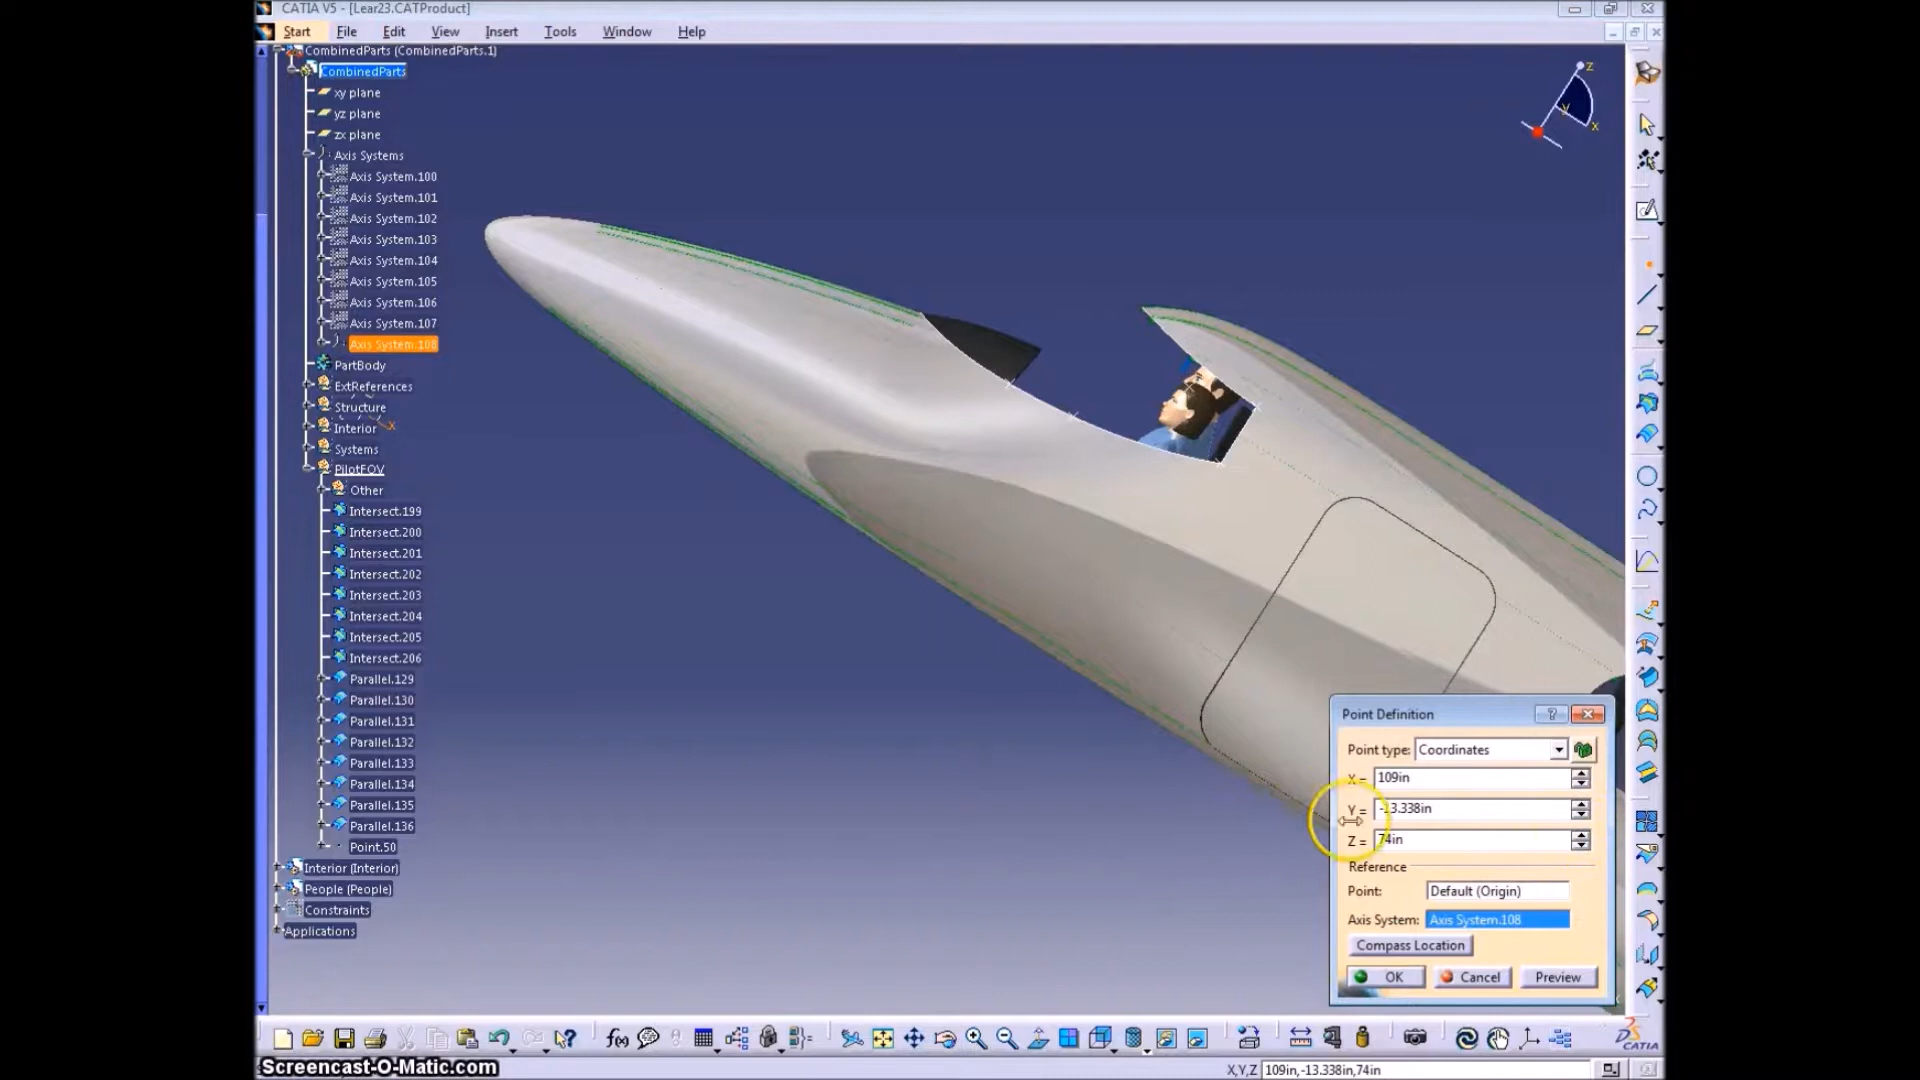 CATIA V5 - [Lear23.CATProduct]
Start File Edit View Insert Tools Window Help
CombinedParts (CombinedParts.1)
CombinedParts
xy plane
yz plane
zx plane
Axis Systems
Axis System.100
Axis System.101
Axis System.102
Axis System.103
Axis System.104
Axis System.105
Axis System.106
Axis System.107
Axis System.108
PartBody
ExtReferences
Structure
Interior
Systems
PilotFOV
Other
Intersect.199
Intersect.200
Intersect.201
Intersect.202
Intersect.203
Intersect.204
Intersect.205
Intersect.206
Parallel.129
Parallel.130
Parallel.131
Parallel.132
Parallel.133
Parallel.134
Parallel.135
Parallel.136
Point.50
Interior (Interior)
People (People)
Constraints
Applications
z
y
x
x
Point Definition
?
Point type: Coordinates
X = 109in
Y = -13.338in
Z = 74in
Reference
Point: Default (Origin)
Axis System: Axis System.108
Compass Location
OK Cancel Preview
f(x)
CATIA
Screencast-O-Matic.com
X,Y,Z 109in,-13.338in,74in